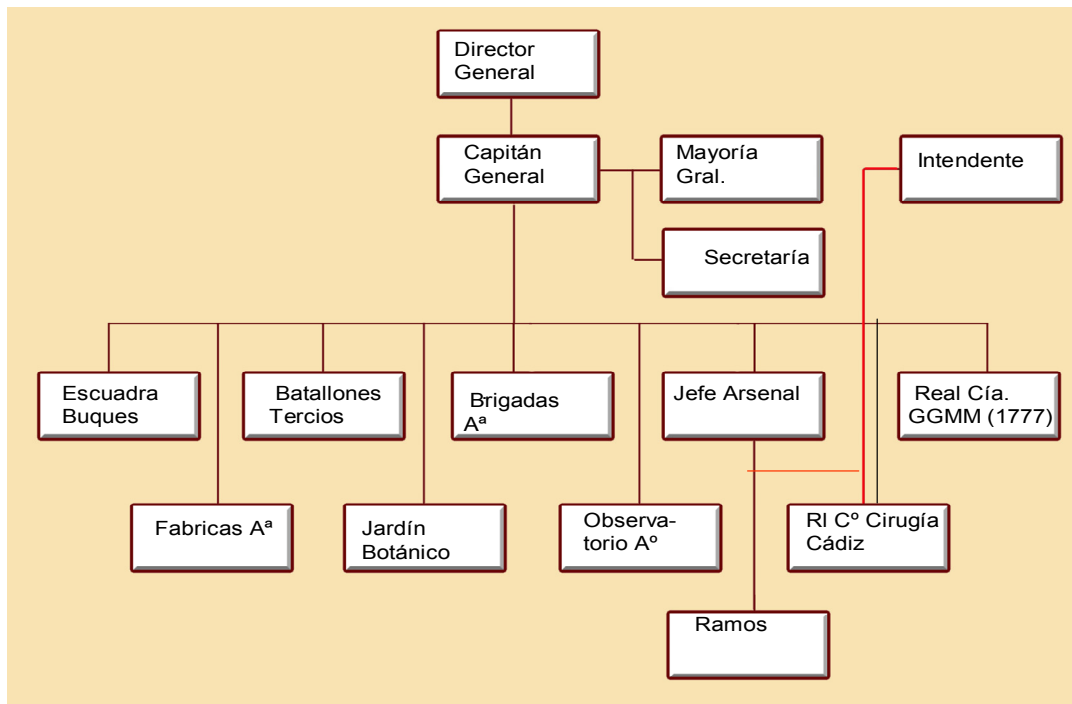 Director
General
Capitán
General
Mayoría
Gral.
Intendente
Secretaría
Escuadra
Buques
Batallones
Tercios
Brigadas
Aª
Jefe Arsenal
Real Cía.
GGMM (1777)
Fabricas Aª
Jardín
Botánico
Observa-
torio Aº
Rl Cº Cirugía
Cádiz
Ramos